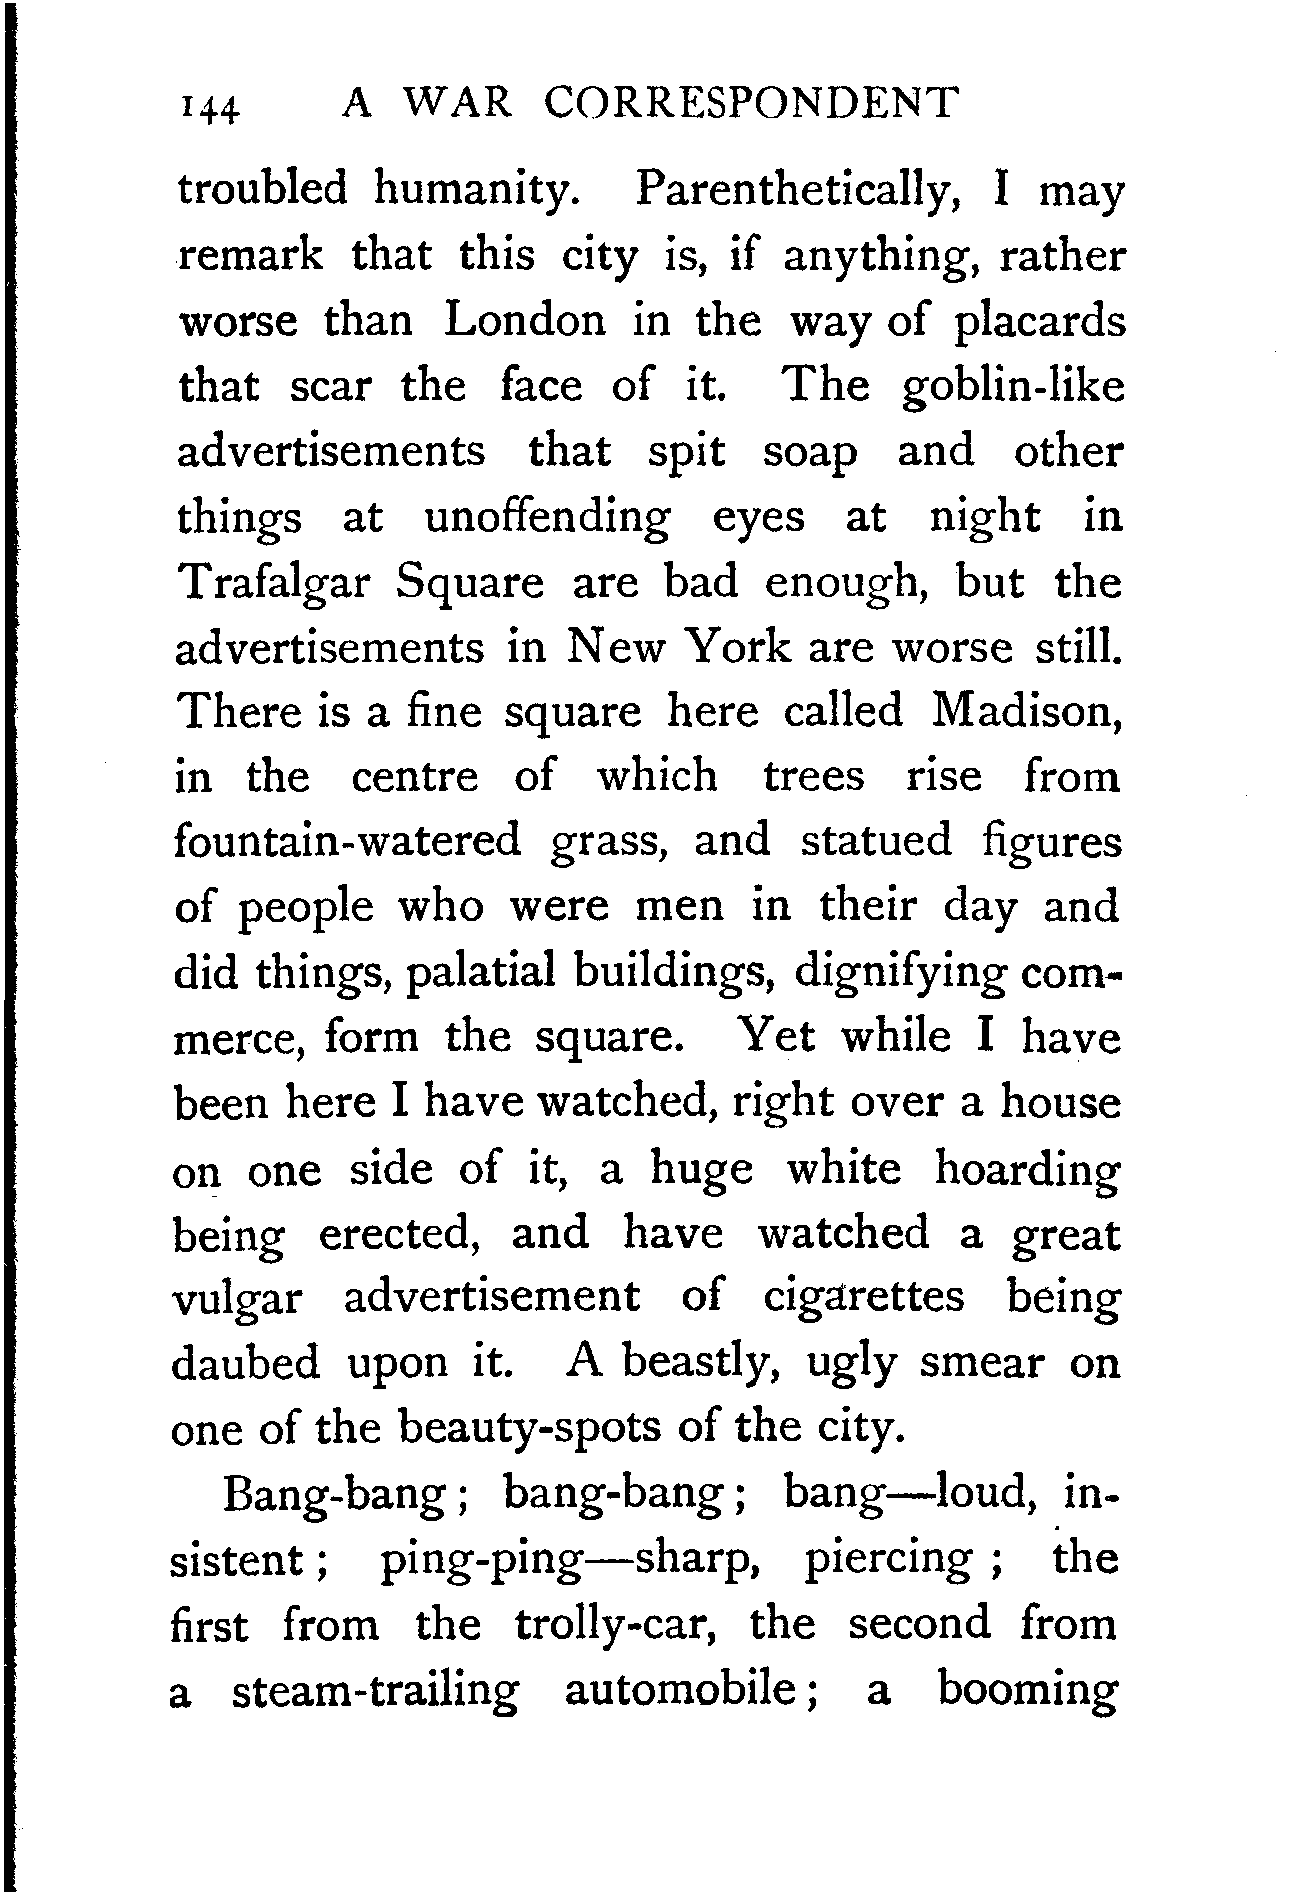 144 A WAR CORRESPONDENT
troubled humanity. Parenthetically, I may
remark that this city is, if anything, rather
worse than London in the way of placards
that scar the face of it. The goblin-like
advertisements that spit soap and other
things at unoffending eyes at night in
Trafalgar Square are bad enough, but the
advertisements in New York are worse still.
There is a fine square here called Madison,
in the centre of which trees rise from
fountain-watered grass, and statued figures
of people who were men in their day and
did things, palatial buildings, dignifying com-
merce, form the square. Yet while I have
been here I have watched, right over a house
on one side of it, a huge white hoarding
being erected, and have watched a great
vulgar advertisement of cigarettes being
daubed upon it. A beastly, ugly smear on
one of the beauty-spots of the city.
Bang-bang; bang-bang; bang—loud, in-
sistent; ping-ping—sharp, piercing; the
first from the trolly-car, the second from
a steam-trailing automobile; a booming